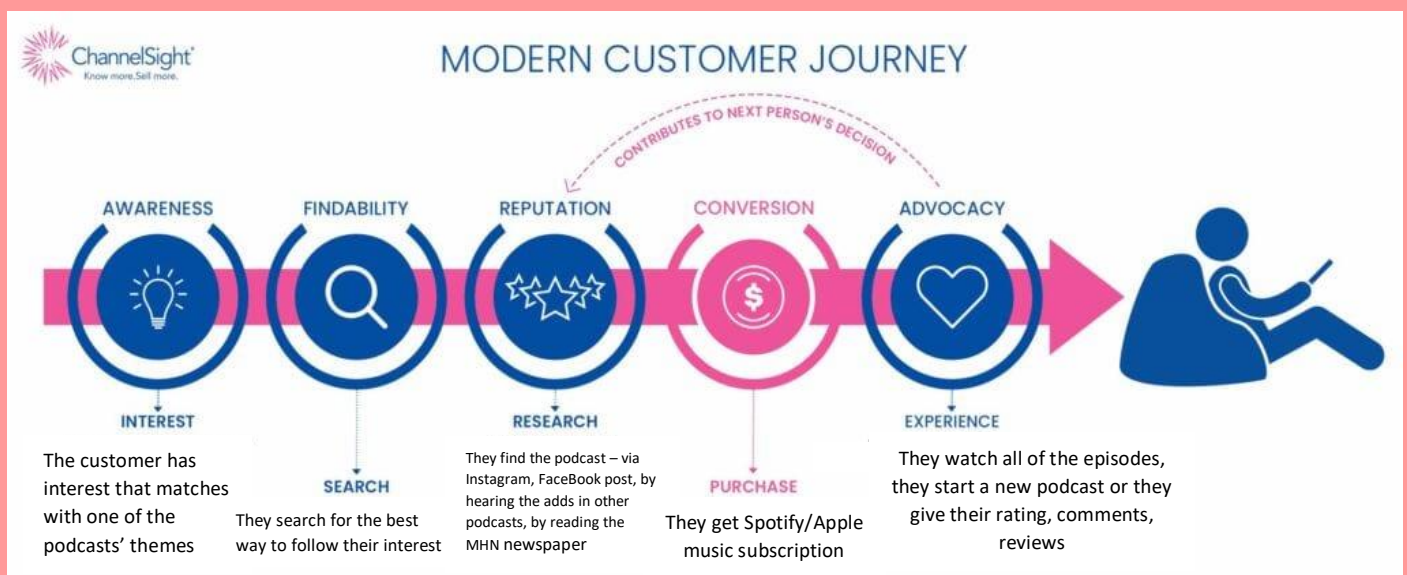 ChannelSight®
Know more. Sell more.
MODERN CUSTOMER JOURNEY
CONTRIBUTES TO NEXT PERSON'S DECISION
AWARENESS
FINDABILITY
REPUTATION
CONVERSION
ADVOCACY
$
INTEREST
The customer has
interest that matches
with one of the
podcasts’ themes
SEARCH
They search for the best
way to follow their interest
RESEARCH
They find the podcast – via
Instagram, FaceBook post, by
hearing the adds in other
podcasts, by reading the
MHN newspaper
PURCHASE
They get Spotify/Apple
music subscription
EXPERIENCE
They watch all of the episodes,
they start a new podcast or they
give their rating, comments,
reviews